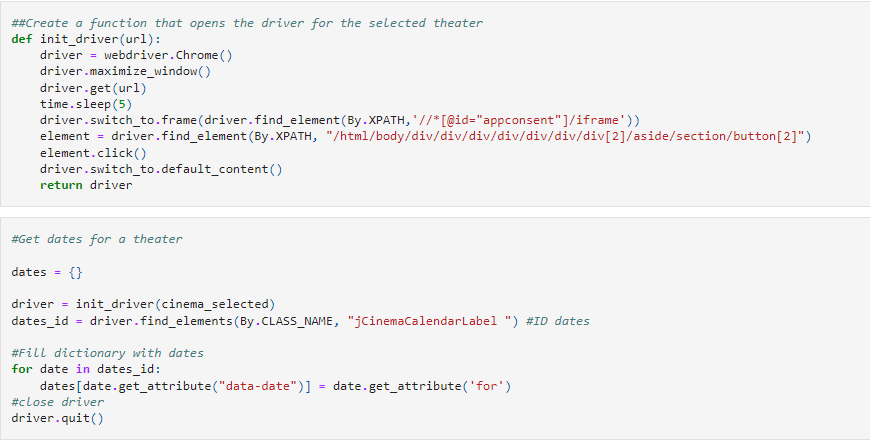 ##Create a function that opens the driver for the selected theater
def init_driver(url):
    driver = webdriver.Chrome()
    driver.maximize_window()
    driver.get(url)
    time.sleep(5)
    driver.switch_to.frame(driver.find_element(By.XPATH,'//*[@id="appconsent"]/iframe'))
    element = driver.find_element(By.XPATH, "/html/body/div/div/div/div/div/div/div[2]/aside/section/button[2]")
    element.click()
    driver.switch_to.default_content()
    return driver
#Get dates for a theater
dates = {}
driver = init_driver(cinema_selected)
dates_id = driver.find_elements(By.CLASS_NAME, "jCinemaCalendarLabel ") #ID dates
#Fill dictionary with dates
for date in dates_id:
    dates[date.get_attribute("data-date")] = date.get_attribute('for')
#close driver
driver.quit()